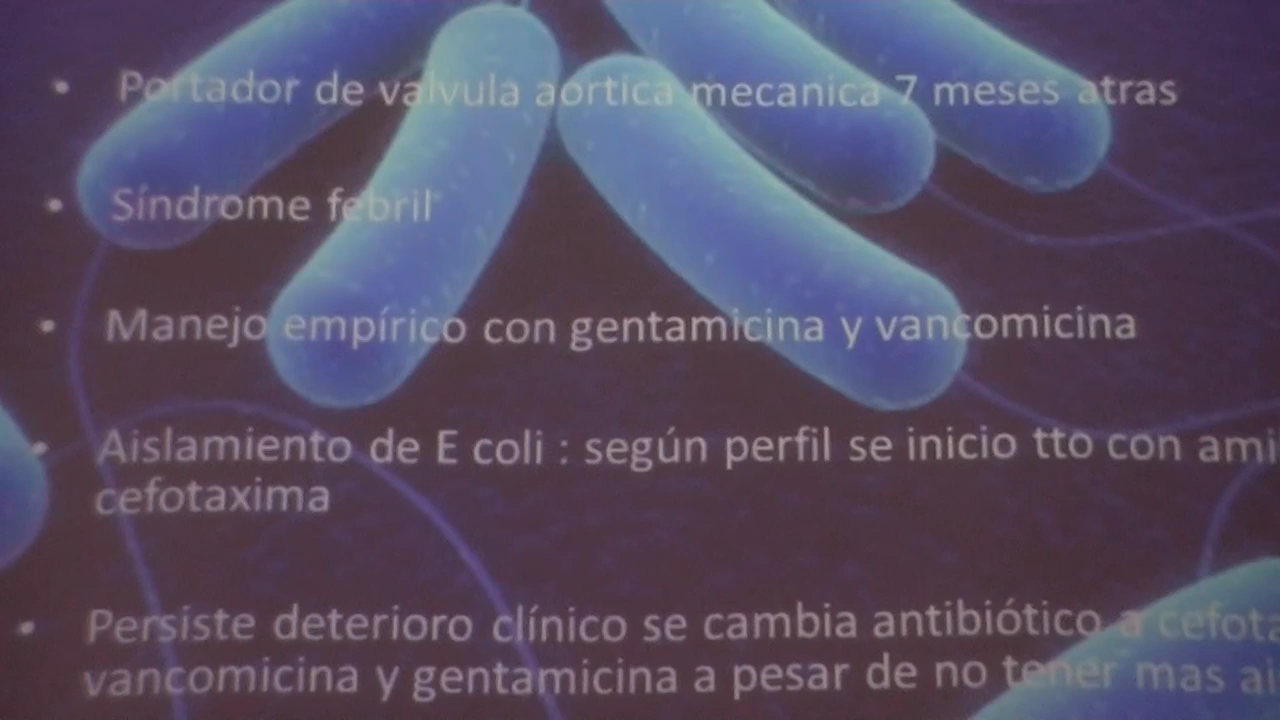 • Portador de valvula aortica mecanica 7 meses atras
• Síndrome febril
• Manejo empírico con gentamicina y vancomicina
• Aislamiento de E coli : según perfil se inicio tto con
cefotaxima
• Persiste deterioro clínico se cambia antibiótico a
vancomicina y gentamicina a pesar de no tener mas